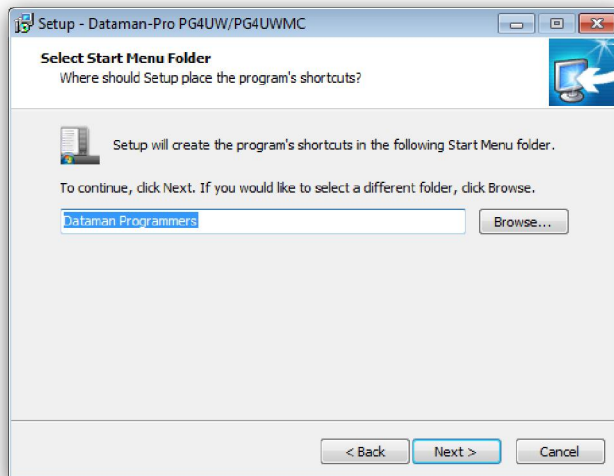 Setup - Dataman-Pro PG4UW/PG4UWMC
Select Start Menu Folder
Where should Setup place the program's shortcuts?
Setup will create the program's shortcuts in the following Start Menu folder.
To continue, click Next. If you would like to select a different folder, click Browse.
Dataman Programmers
Browse...
< Back
Next >
Cancel